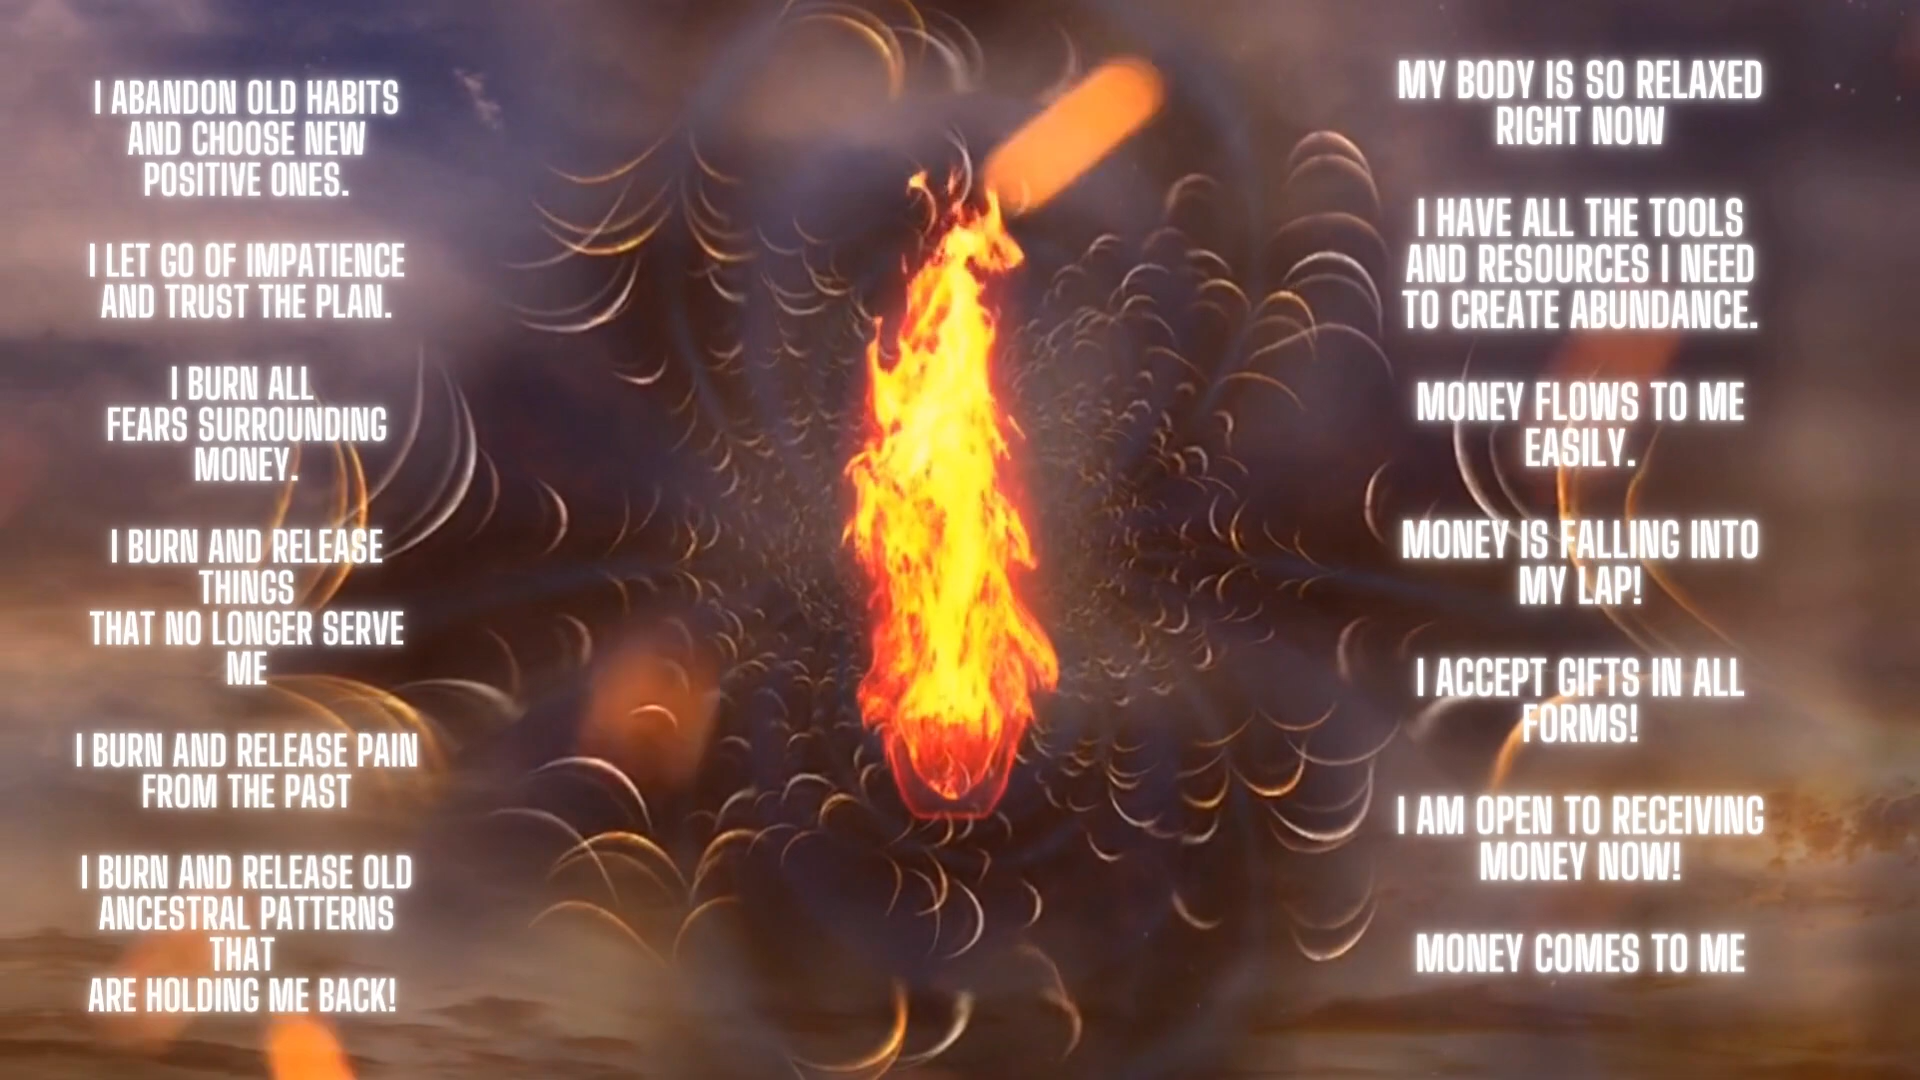 I ABANDON OLD HABITS
AND CHOOSE NEW
POSITIVE ONES.
I LET GO OF IMPATIENCE
AND TRUST THE PLAN.
I BURN ALL
FEARS SURROUNDING
MONEY.
I BURN AND RELEASE
THINGS
THAT NO LONGER SERVE
ME
I BURN AND RELEASE PAIN
FROM THE PAST
I BURN AND RELEASE OLD
ANCESTRAL PATTERNS
THAT
ARE HOLDING ME BACK!
MY BODY IS SO RELAXED
RIGHT NOW
I HAVE ALL THE TOOLS
AND RESOURCES I NEED
TO CREATE ABUNDANCE.
MONEY FLOWS TO ME
EASILY.
MONEY IS FALLING INTO
MY LAP!
I ACCEPT GIFTS IN ALL
FORMS!
I AM OPEN TO RECEIVING
MONEY NOW!
MONEY COMES TO ME